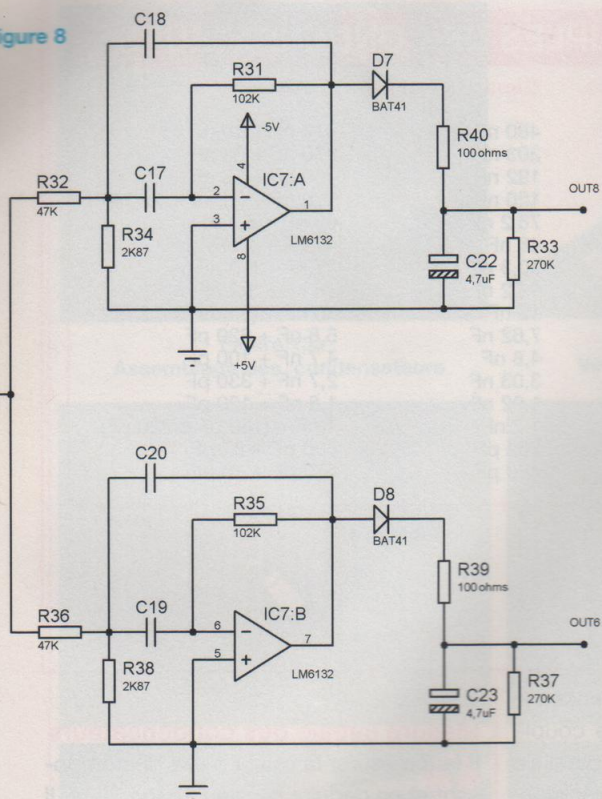 igure 8
C18
R31
102K
D7
BAT41
-5V
R40
100 ohms
OUT8
4
IC7:A
R32
47K
C17
2
1
3
LM6132
R34
2K87
8
C22
4,7uF
R33
270K
+5V
C20
R35
102K
D8
BAT41
R39
100 ohms
OUT6
IC7:B
R36
47K
C19
6
7
5
LM6132
R38
2K87
C23
4,7uF
R37
270K